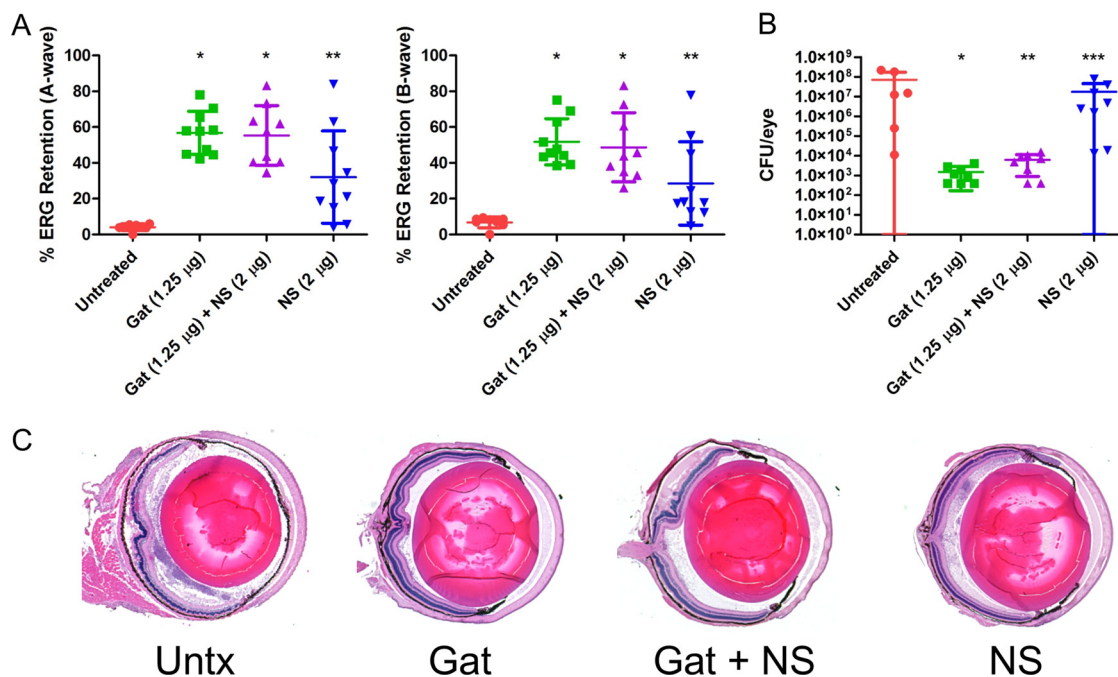 A
% ERG Retention (A-wave)
100
80
60
40
20
0
* * **
Untreated
Gat (1.25 μg)
Gat (1.25 μg) + NS (2 μg)
NS (2 μg)
% ERG Retention (B-wave)
100
80
60
40
20
0
* * **
Untreated
Gat (1.25 μg)
Gat (1.25 μg) + NS (2 μg)
NS (2 μg)
B
CFU/eye
1.0×10⁹
1.0×10⁸
1.0×10⁷
1.0×10⁶
1.0×10⁵
1.0×10⁴
1.0×10³
1.0×10²
1.0×10¹
1.0×10⁰
* ** ***
Untreated
Gat (1.25 μg)
Gat (1.25 μg) + NS (2 μg)
NS (2 μg)
C
Untx
Gat
Gat + NS
NS